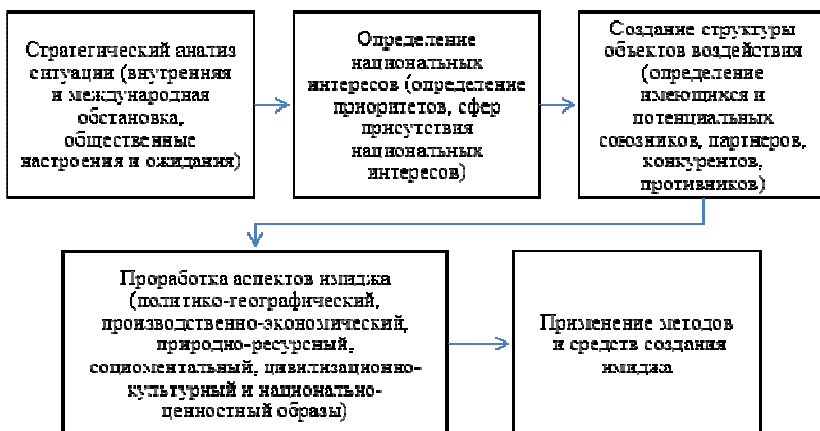 Стратегический анализ
ситуации (внутренняя
и международная
обстановка,
общественные
настроения и ожидания)
Определение
национальных
интересов (определение
приоритетов, сфер
присутствия
национальных
интересов)
Создание структуры
объектов воздействия
(определение
имеющихся и
потенциальных
союзников, партнеров,
конкурентов,
противников)
Проработка аспектов имиджа
(политико-географический,
производственно-экономический,
природно-ресурсный,
социоментальный, цивилизационно-
культурный и национально-
ценностный образы)
Применение методов
и средств создания
имиджа